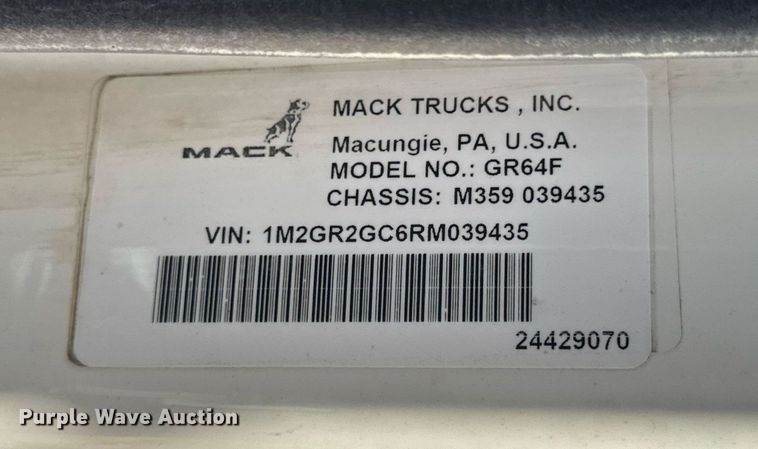 MACK
MACK TRUCKS , INC.
Macungie, PA, U.S.A.
MODEL NO.: GR64F
CHASSIS: M359 039435
VIN: 1M2GR2GC6RM039435
24429070
Purple Wave Auction